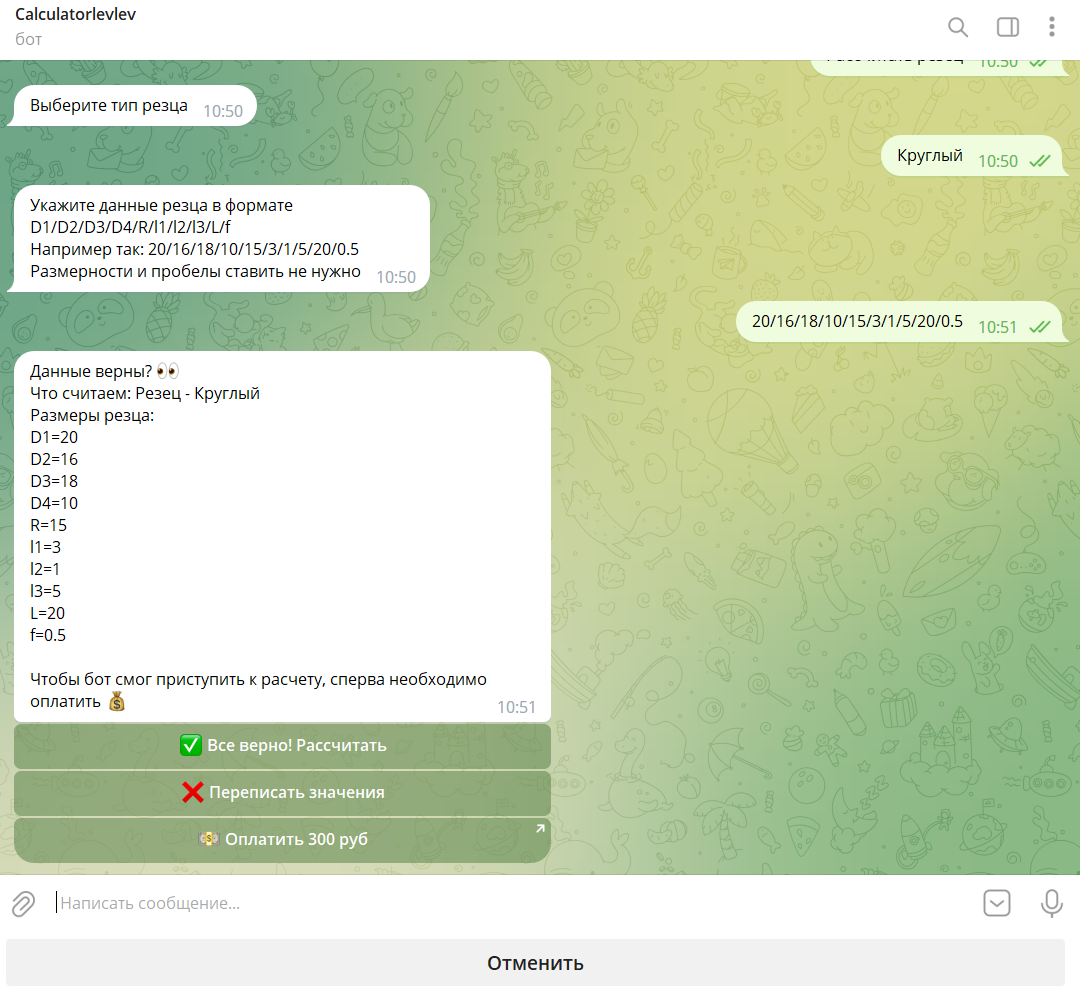 Calculatorlevlev
бот
10:50
Выберите тип резца 10:50
Круглый 10:50
Укажите данные резца в формате
D1/D2/D3/D4/R/l1/l2/l3/L/f
Например так: 20/16/18/10/15/3/1/5/20/0.5
Размерности и пробелы ставить не нужно 10:50
20/16/18/10/15/3/1/5/20/0.5 10:51
Данные верны? 👀
Что считаем: Резец - Круглый
Размеры резца:
D1=20
D2=16
D3=18
D4=10
R=15
l1=3
l2=1
l3=5
L=20
f=0.5
Чтобы бот смог приступить к расчету, сперва необходимо
оплатить 💰 10:51
✅ Все верно! Рассчитать
❌ Переписать значения
💵 Оплатить 300 руб
Написать сообщение...
Отменить